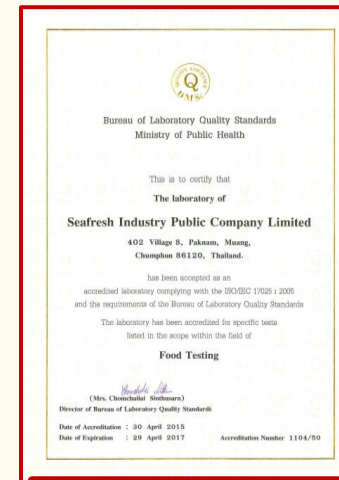 QUALITY ASSURANCE
Q
DMSc
Bureau of Laboratory Quality Standards
Ministry of Public Health
This is to certify that
The laboratory of
Seafresh Industry Public Company Limited
402 Village 8, Paknam, Muang,
Chumphon 86120, Thailand.
has been accepted as an
accredited laboratory complying with the ISO/IEC 17025 : 2005
and the requirements of the Bureau of Laboratory Quality Standards
The laboratory has been accredited for specific tests
listed in the scope within the field of
Food Testing
(Mrs. Chomchailai Sinthusarn)
Director of Bureau of Laboratory Quality Standards
Date of Accreditation : 30 April 2015
Date of Expiration : 29 April 2017 Accreditation Number 1104/50